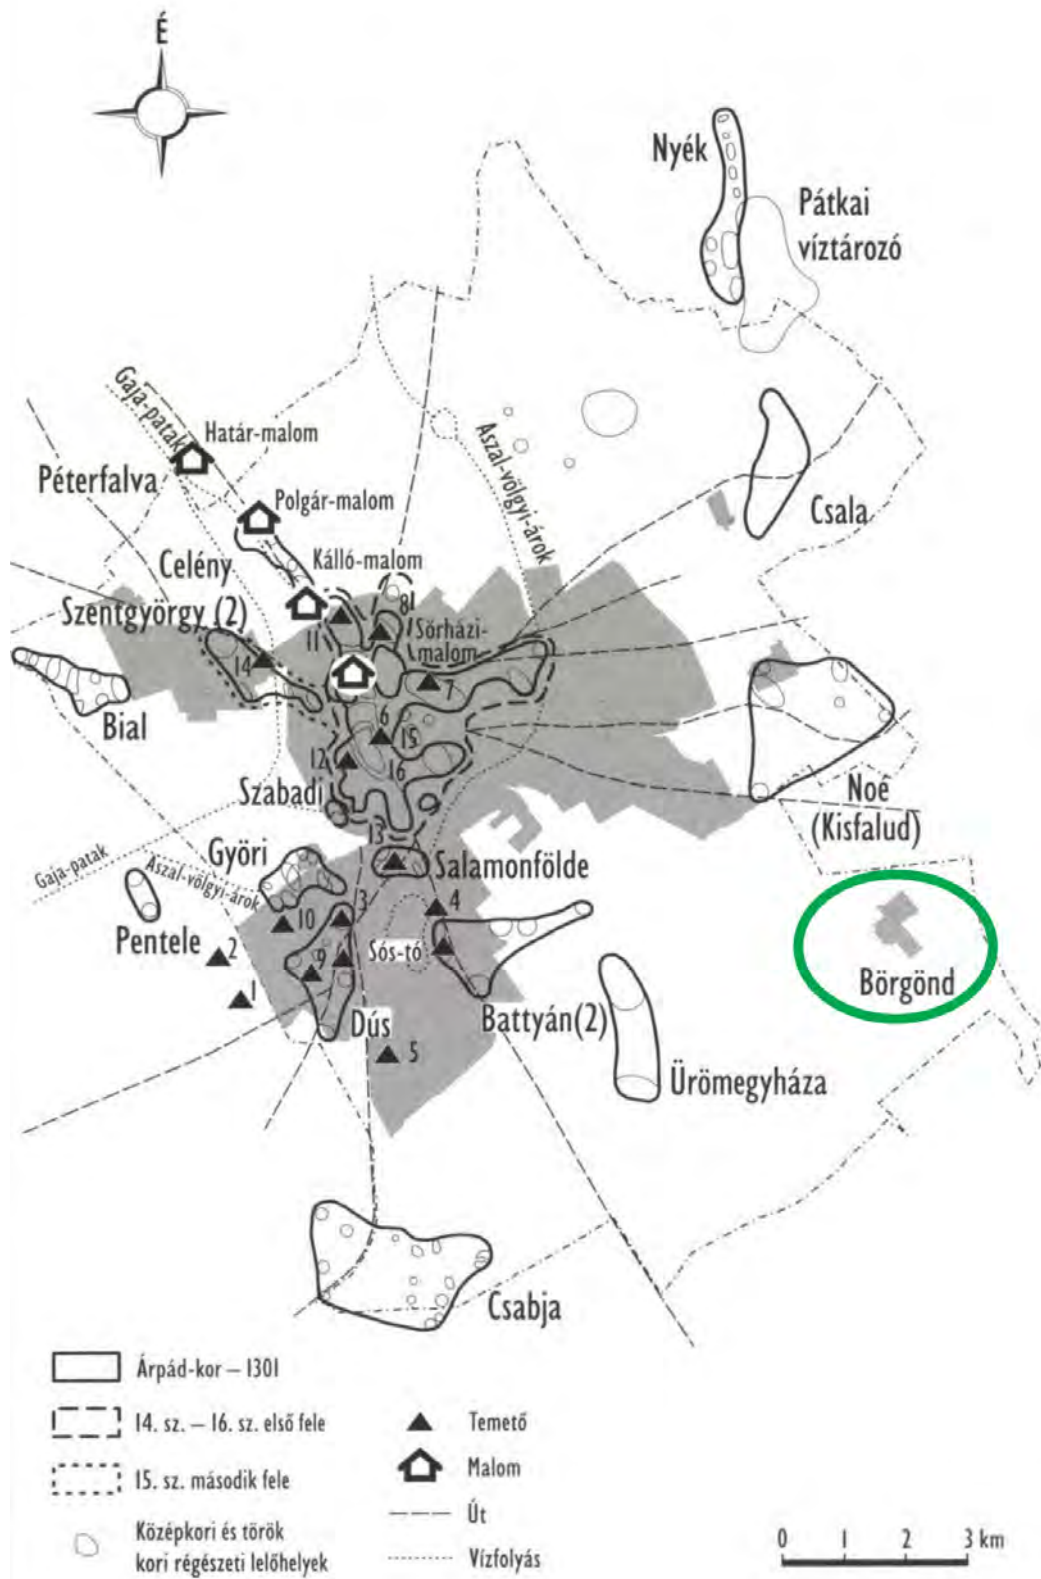 É
Nyék
Pátkai
víztározó
Gaja-patak
Határ-malom
Péterfalva
Aszal-völgyi-árok
Polgár-malom
Csala
Celény
Kálló-malom
Szentgyörgy (2)
8
11
Sörházi-
malom
14
7
Bial
6
15
12
16
Szabadi
Noé
(Kisfalud)
13
Győri
Salamonfölde
Gaja-patak
Aszal-völgyi-árok
3
4
10
Pentele
2
Sós-tó
9
Börgönd
1
Dús
Battyán(2)
5
Ürömegyháza
Csabja
Árpád-kor – 1301
14. sz. – 16. sz. első fele
15. sz. második fele
Középkori és török
kori régészeti lelőhelyek
Temető
Malom
Út
Vízfolyás
0 1 2 3 km